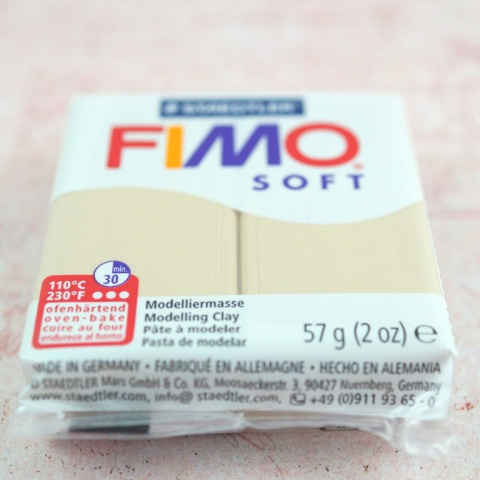 STAEDTLER
FIMO
SOFT
min.
30
110°C
230°F
ofenhärtend
oven-bake
cuire au four
endurece al horno
Modelliermasse
Modelling Clay
Pâte à modeler
Pasta de modelar
57 g (2 oz) ℮
MADE IN GERMANY • FABRIQUÉ EN ALLEMAGNE • HECHO EN ALEMANIA
STAEDTLER Mars GmbH & Co. KG, Moosaeckerstr. 3, 90427 Nuernberg, Germany
www.staedtler.com, info@ staedtler.com, +49 (0)911 93 65 - 0